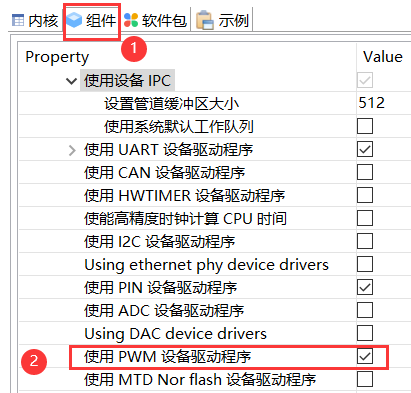 内核 组件 软件包 示例
1
Property Value
使用设备 IPC
设置管道缓冲区大小 512
使用系统默认工作队列
使用 UART 设备驱动程序
使用 CAN 设备驱动程序
使用 HWTIMER 设备驱动程序
使能高精度时钟计算 CPU 时间
使用 I2C 设备驱动程序
Using ethernet phy device drivers
使用 PIN 设备驱动程序
使用 ADC 设备驱动程序
Using DAC device drivers
2 使用 PWM 设备驱动程序
使用 MTD Nor flash 设备驱动程序